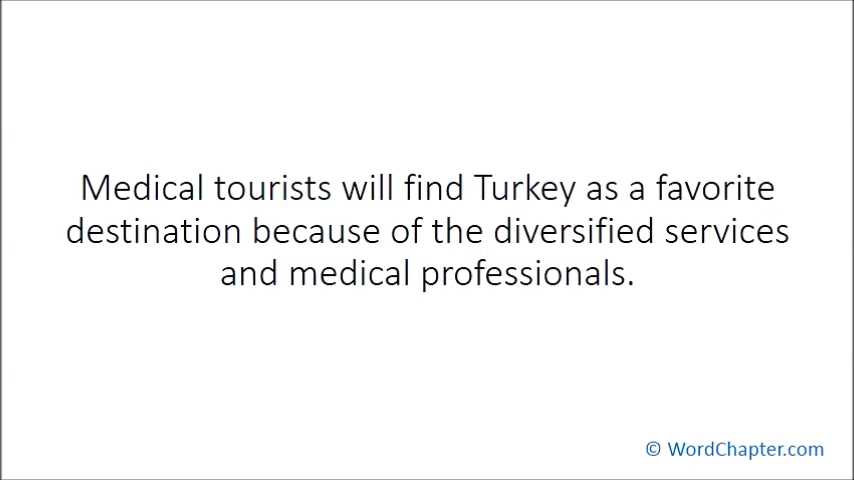 Medical tourists will find Turkey as a favorite
destination because of the diversified services
and medical professionals.
© WordChapter.com